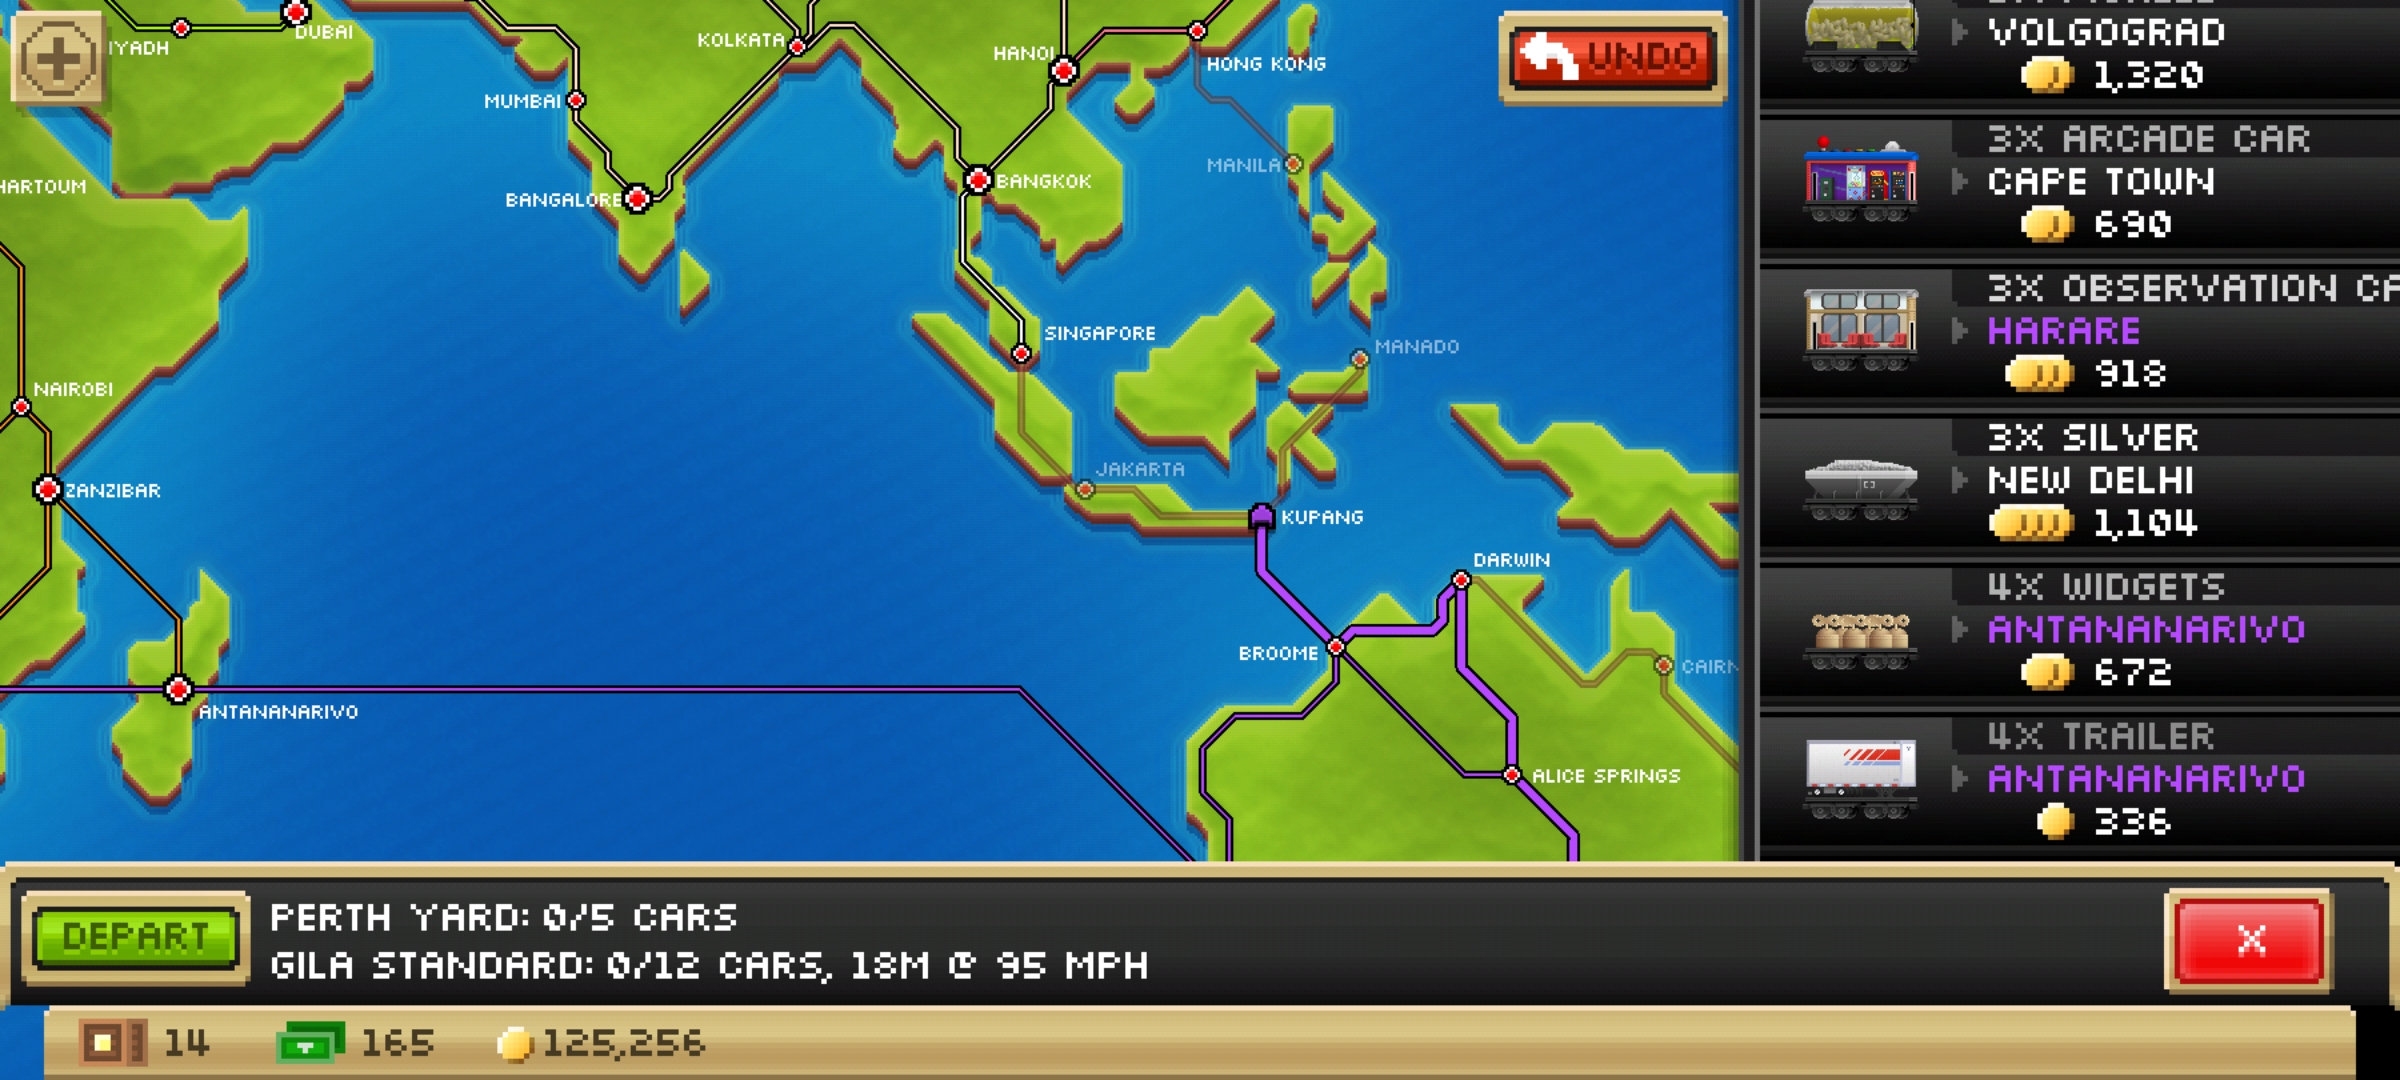 IYADH
DUBAI
KOLKATA
HANOI
HONG KONG
MUMBAI
MANILA
HARTOUM
BANGALORE
BANGKOK
SINGAPORE
MANADO
NAIROBI
JAKARTA
ZANZIBAR
KUPANG
DARWIN
BROOME
CAIRN
ANTANANARIVO
ALICE SPRINGS
UNDO
VOLGOGRAD
1,320
3X ARCADE CAR
CAPE TOWN
690
3X OBSERVATION CA
HARARE
918
3X SILVER
NEW DELHI
1,104
4X WIDGETS
ANTANANARIVO
672
4X TRAILER
ANTANANARIVO
336
DEPART
PERTH YARD: 0/5 CARS
GILA STANDARD: 0/12 CARS, 18M @ 95 MPH
X
14
165
125,256